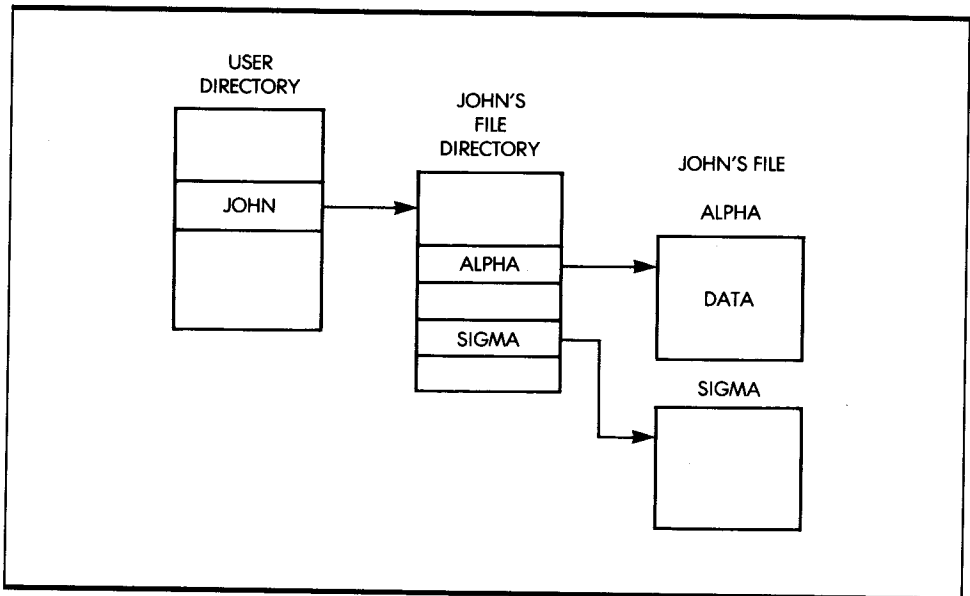 USER
DIRECTORY
JOHN
JOHN'S
FILE
DIRECTORY
ALPHA
SIGMA
JOHN'S FILE
ALPHA
DATA
SIGMA